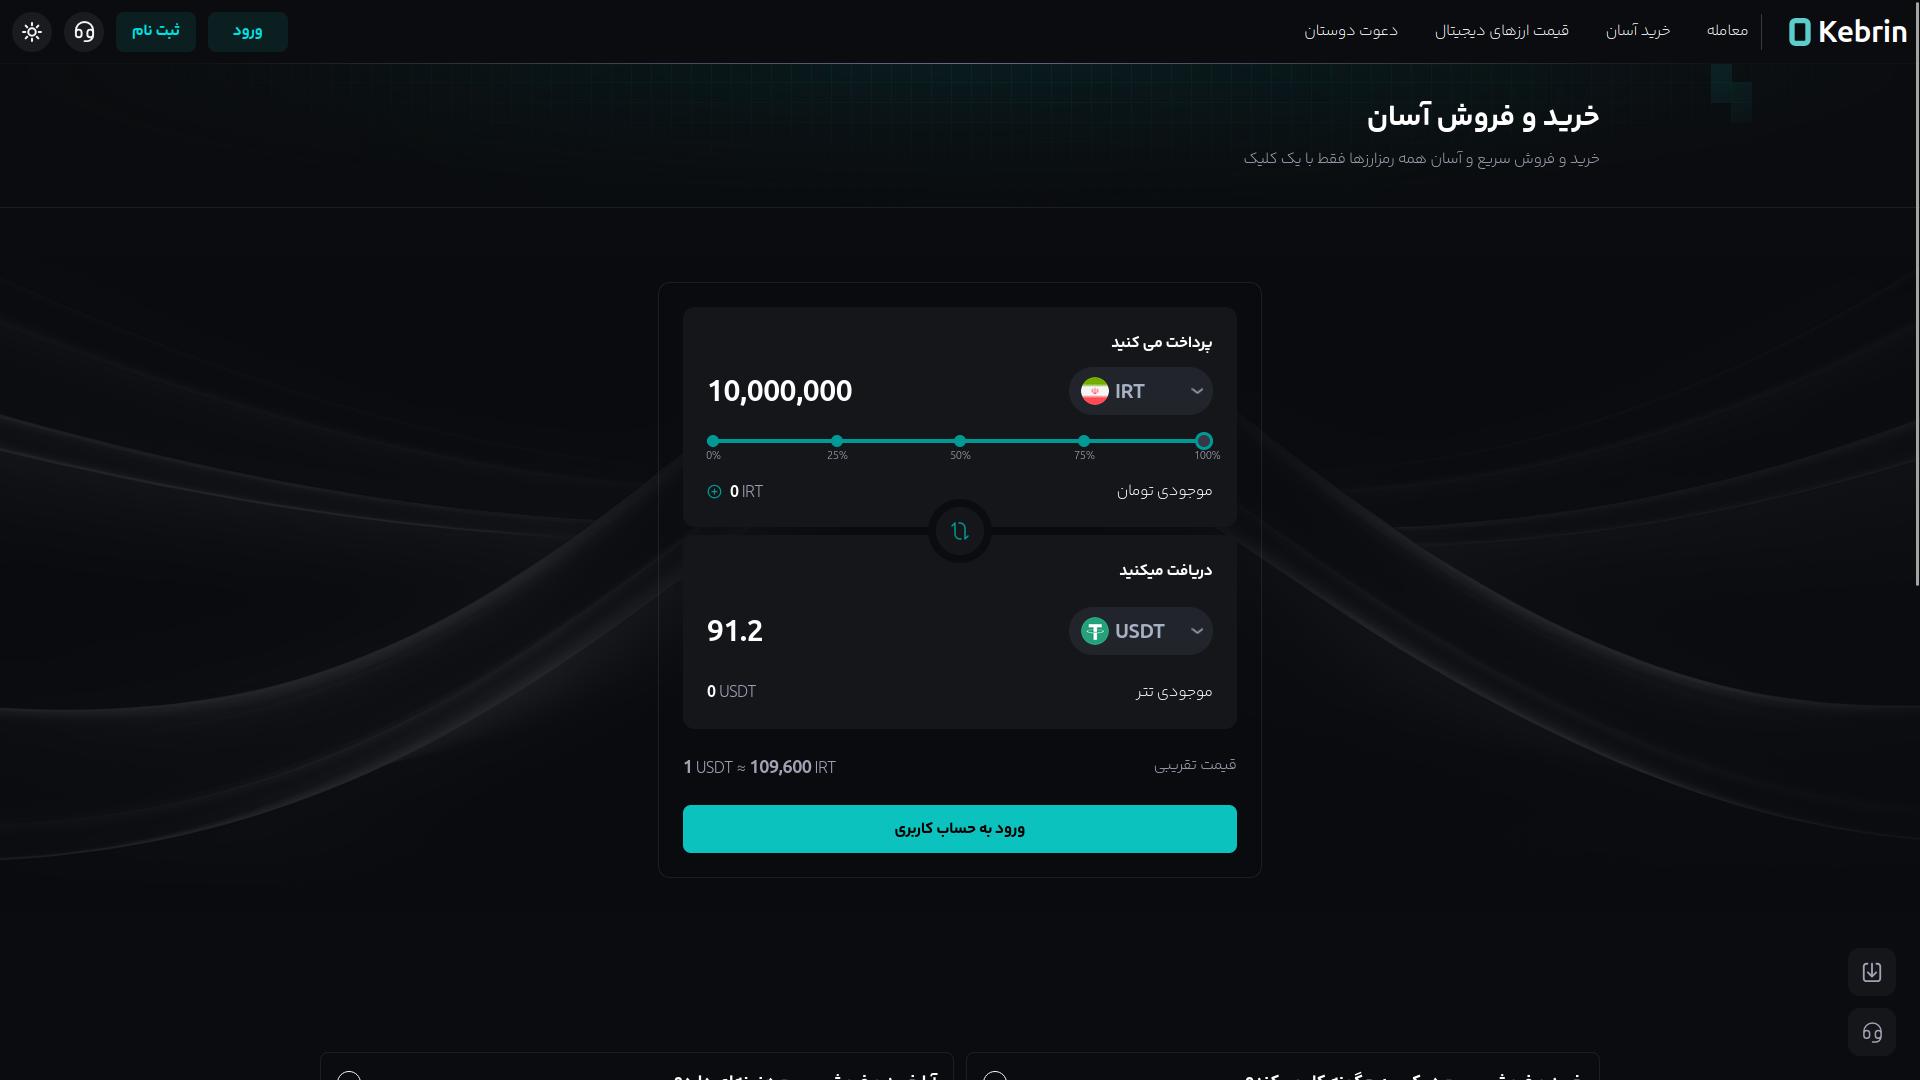 Kebrin
معامله
خرید آسان
قیمت ارزهای دیجیتال
دعوت دوستان
ورود
ثبت نام
خرید و فروش آسان
خرید و فروش سریع و آسان همه رمزارزها فقط با یک کلیک
پرداخت می کنید
IRT
10,000,000
0% 25% 50% 75% 100%
موجودی تومان
0 IRT
دریافت میکنید
USDT
91.2
موجودی تتر
0 USDT
قیمت تقریبی
1 USDT ≈ 109,600 IRT
ورود به حساب کاربری